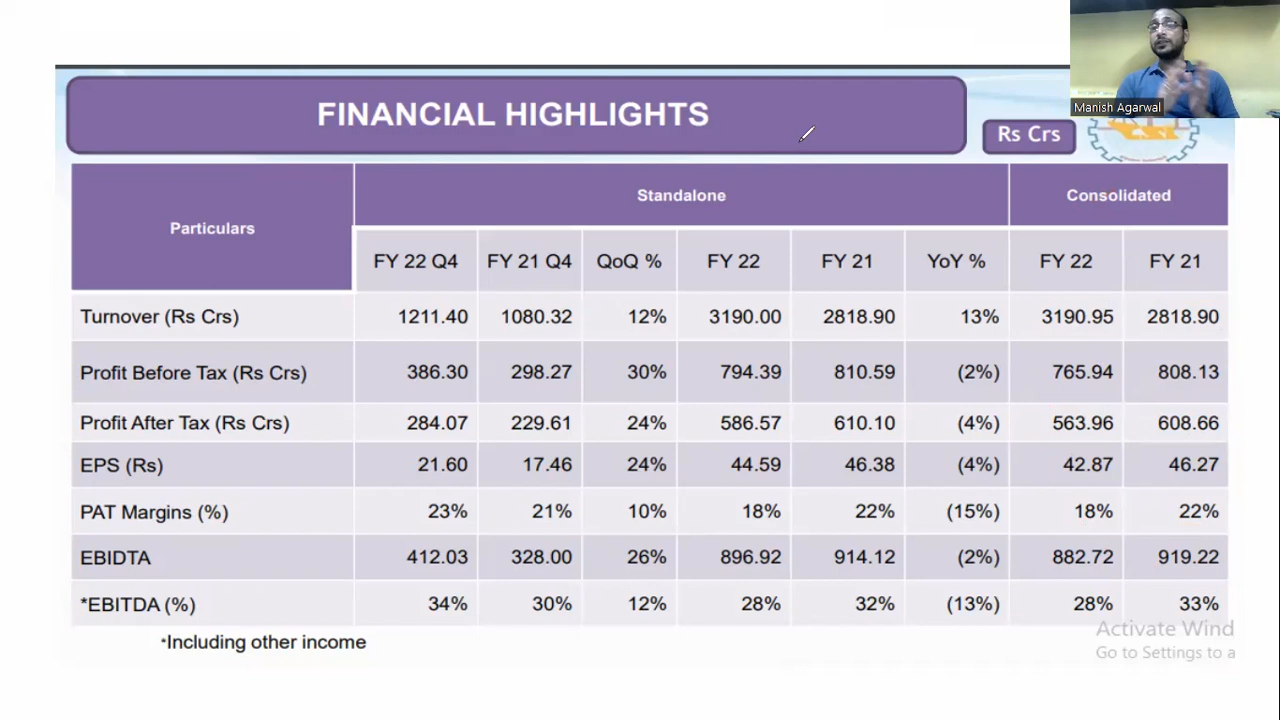 Manish Agarwal
FINANCIAL HIGHLIGHTS
Rs Crs
Particulars Standalone Consolidated
FY 22 Q4 FY 21 Q4 QoQ % FY 22 FY 21 YoY % FY 22 FY 21
Turnover (Rs Crs) 1211.40 1080.32 12% 3190.00 2818.90 13% 3190.95 2818.90
Profit Before Tax (Rs Crs) 386.30 298.27 30% 794.39 810.59 (2%) 765.94 808.13
Profit After Tax (Rs Crs) 284.07 229.61 24% 586.57 610.10 (4%) 563.96 608.66
EPS (Rs) 21.60 17.46 24% 44.59 46.38 (4%) 42.87 46.27
PAT Margins (%) 23% 21% 10% 18% 22% (15%) 18% 22%
EBIDTA 412.03 328.00 26% 896.92 914.12 (2%) 882.72 919.22
*EBITDA (%) 34% 30% 12% 28% 32% (13%) 28% 33%
*Including other income
Activate Wind
Go to Settings to a